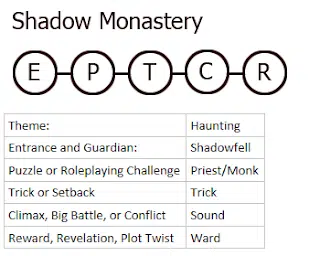 Shadow Monastery
E P T C R
Theme: Haunting
Entrance and Guardian: Shadowfell
Puzzle or Roleplaying Challenge Priest/Monk
Trick or Setback Trick
Climax, Big Battle, or Conflict Sound
Reward, Revelation, Plot Twist Ward